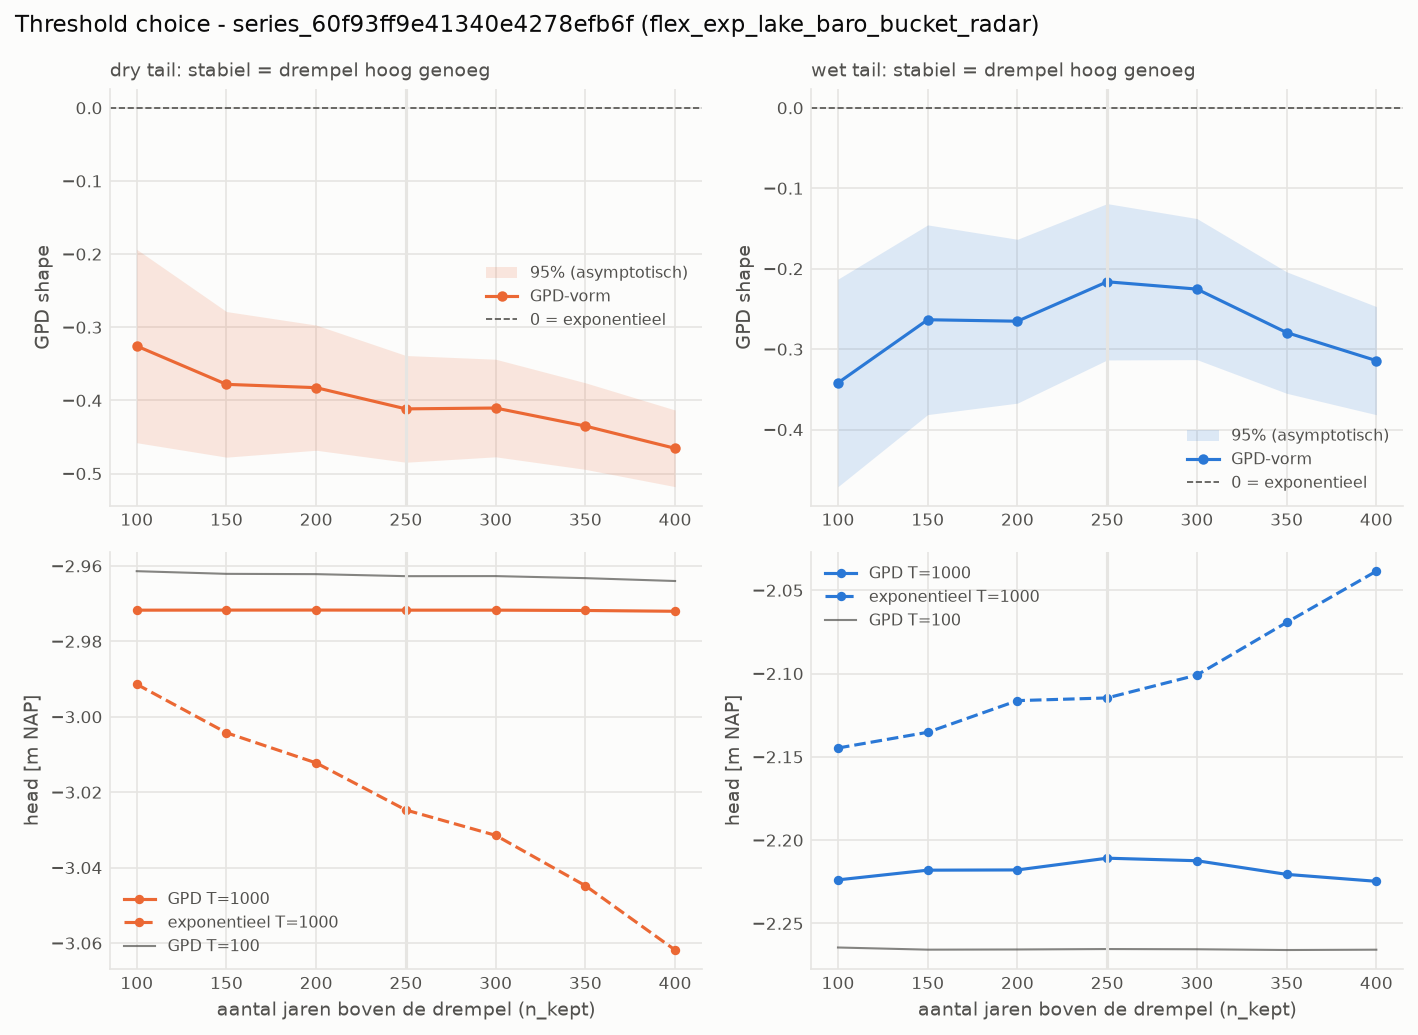 Threshold choice - series_60f93ff9e41340e4278efb6f (flex_exp_lake_baro_bucket_radar)
dry tail: stabiel = drempel hoog genoeg
GPD shape
0.0
−0.1
−0.2
−0.3
−0.4
−0.5
95% (asymptotisch)
GPD-vorm
0 = exponentieel
100 150 200 250 300 350 400
wet tail: stabiel = drempel hoog genoeg
GPD shape
0.0
−0.1
−0.2
−0.3
−0.4
95% (asymptotisch)
GPD-vorm
0 = exponentieel
100 150 200 250 300 350 400
head [m NAP]
−2.96
−2.98
−3.00
−3.02
−3.04
−3.06
GPD T=1000
exponentieel T=1000
GPD T=100
100 150 200 250 300 350 400
aantal jaren boven de drempel (n_kept)
head [m NAP]
−2.05
−2.10
−2.15
−2.20
−2.25
GPD T=1000
exponentieel T=1000
GPD T=100
100 150 200 250 300 350 400
aantal jaren boven de drempel (n_kept)